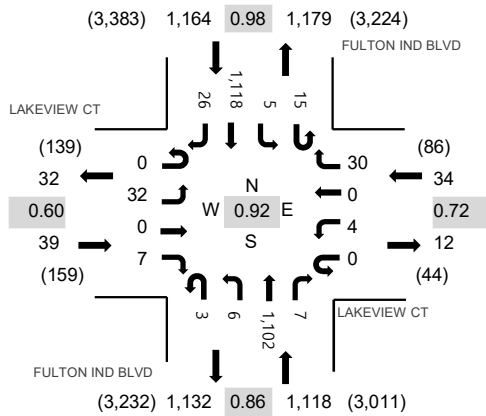 (3,383) 1,164 0.98 1,179 (3,224)
FULTON IND BLVD
LAKEVIEW CT
26 1,118 5 15
(139) (86)
0 30
32 34
32 0
N
0.60 W 0.92 E 0.72
S
0 4
39 12
7 0
(159) (44)
3 6 1,102 7
LAKEVIEW CT
FULTON IND BLVD
(3,232) 1,132 0.86 1,118 (3,011)